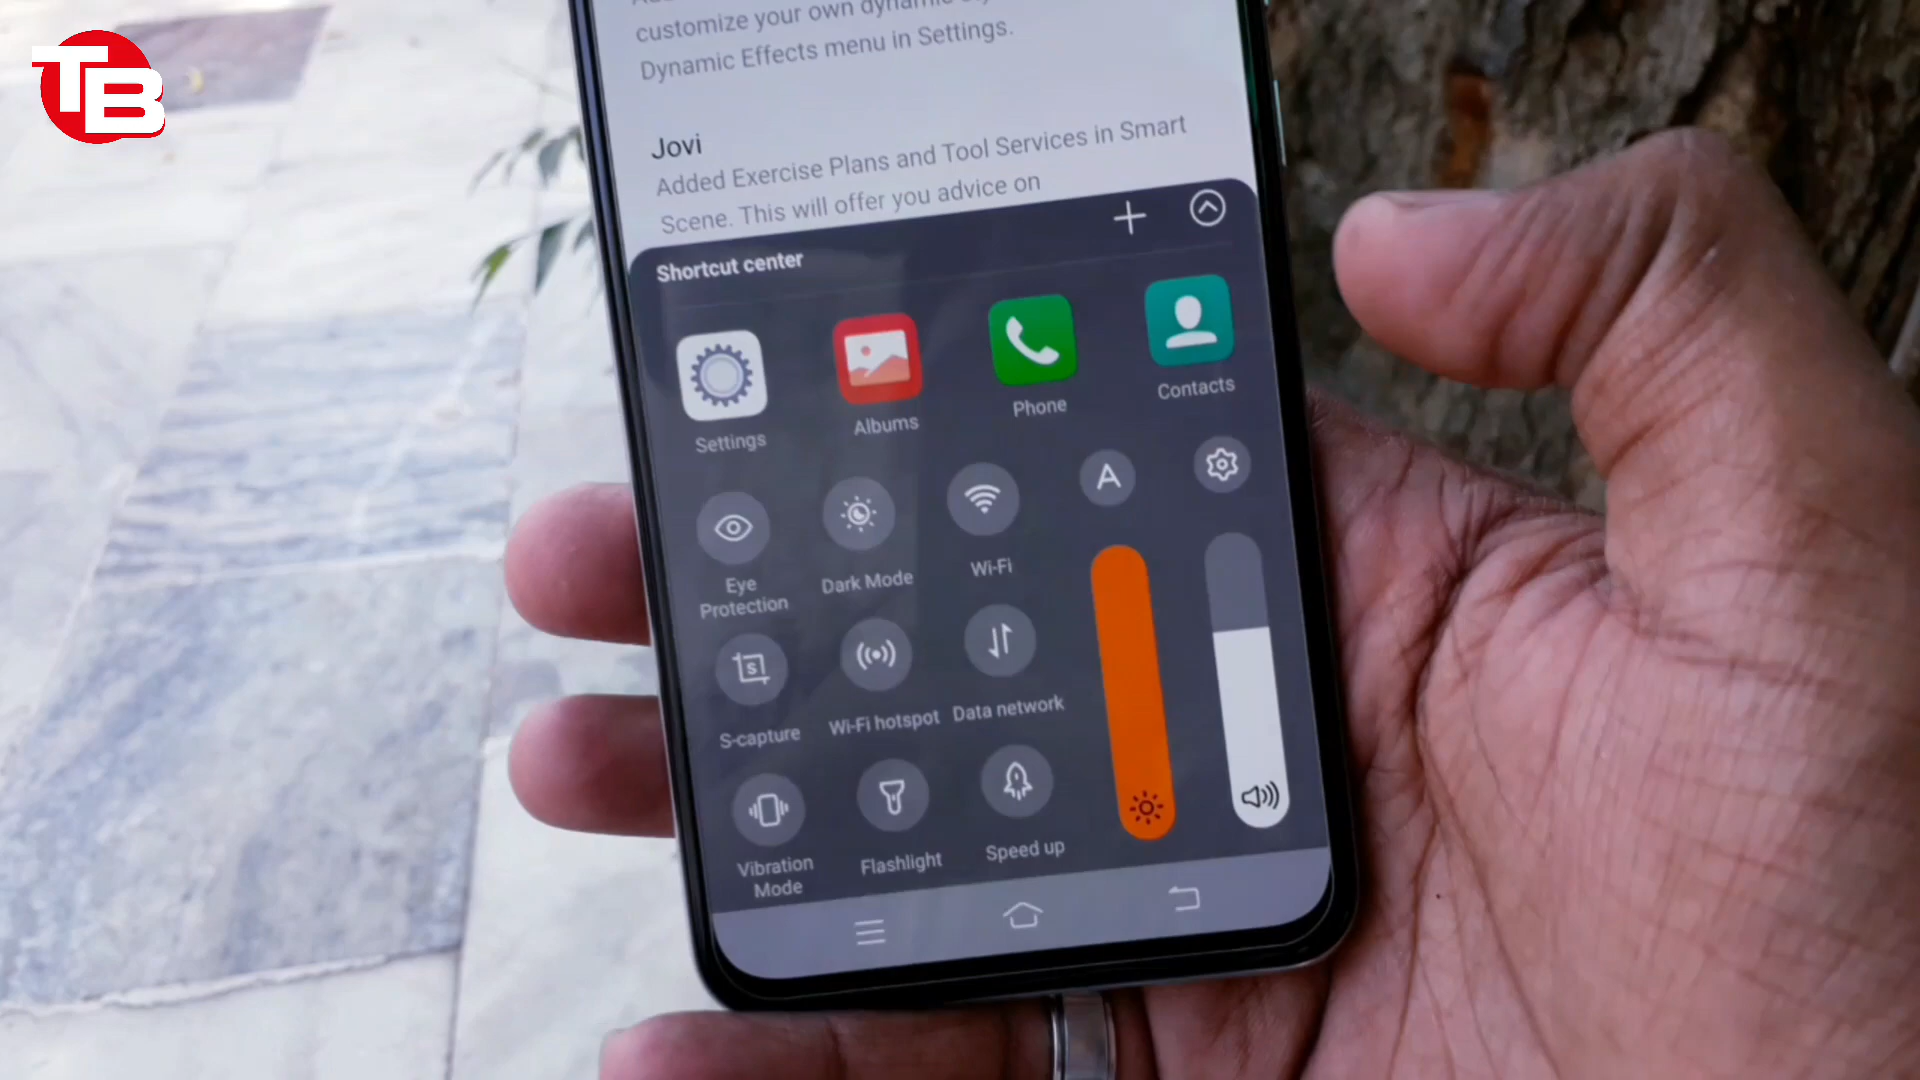 TB
customize your own dynamic
Dynamic Effects menu in Settings.
Jovi
Added Exercise Plans and Tool Services in Smart
Scene. This will offer you advice on
Shortcut center
Settings
Albums
Phone
Contacts
A
Eye
Protection
Dark Mode
Wi-Fi
S
S-capture
Wi-Fi hotspot
Data network
Vibration
Mode
Flashlight
Speed up